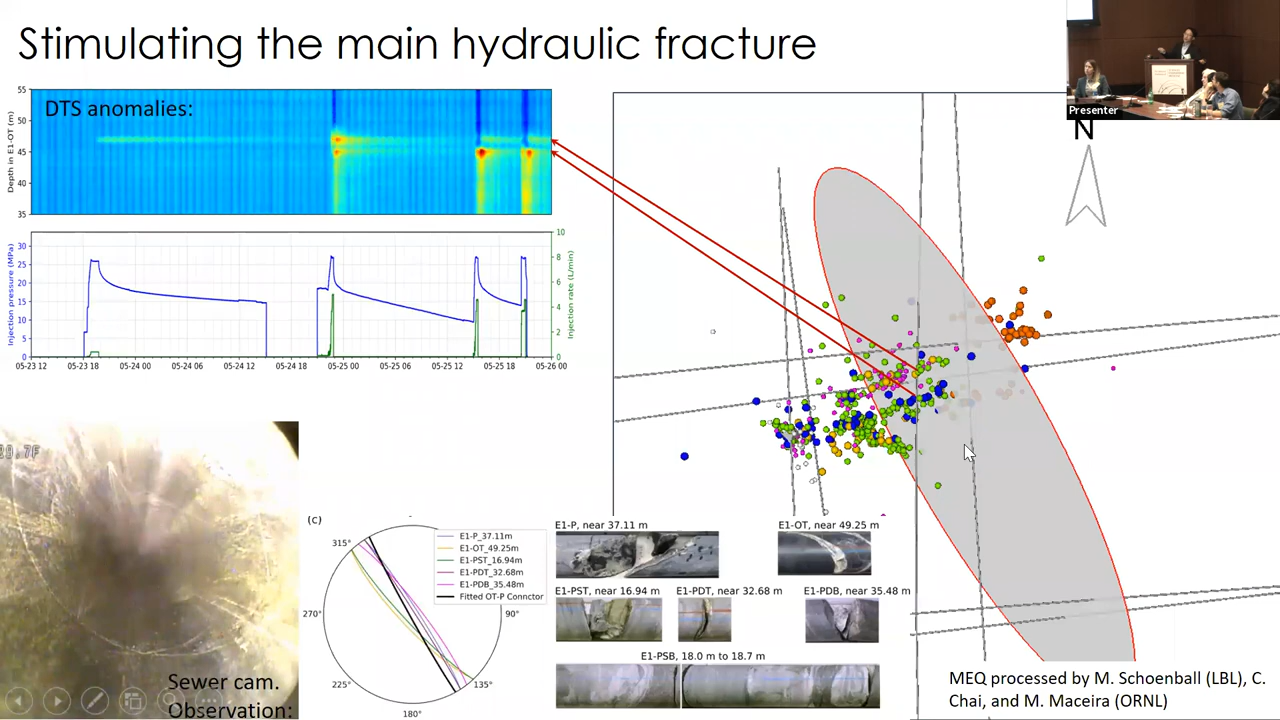 Stimulating the main hydraulic fracture
Presenter
N
DTS anomalies:
Depth in E1-OT (m)
55
50
45
40
35
Injection pressure (MPa)
30
25
20
15
10
5
0
10
8
6
4
2
0
Injection rate (L/min)
05-23 12
05-23 18
05-24 00
05-24 06
05-24 12
05-24 18
05-25 00
05-25 06
05-25 12
05-25 18
05-26 00
Sewer cam.
Observation:
(c)
315°
270°
225°
180°
135°
90°
E1-P_37.11m
E1-OT_49.25m
E1-PST_16.94m
E1-PDT_32.68m
E1-PDB_35.48m
Fitted OT-P Connctor
E1-P, near 37.11 m
E1-OT, near 49.25 m
E1-PST, near 16.94 m
E1-PDT, near 32.68 m
E1-PDB, near 35.48 m
E1-PSB, 18.0 m to 18.7 m
MEQ processed by M. Schoenball (LBL), C.
Chai, and M. Maceira (ORNL)